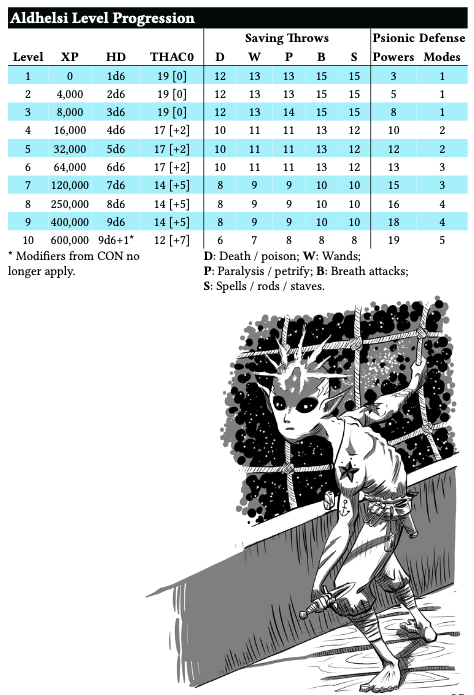 Aldhelsi Level Progression
Saving Throws Psionic Defense
Level XP HD THAC0 D W P B S Powers Modes
1 0 1d6 19 [0] 12 13 13 15 15 3 1
2 4,000 2d6 19 [0] 12 13 13 15 15 5 1
3 8,000 3d6 19 [0] 12 13 14 15 15 8 1
4 16,000 4d6 17 [+2] 10 11 11 13 12 10 2
5 32,000 5d6 17 [+2] 10 11 11 13 12 12 2
6 64,000 6d6 17 [+2] 10 11 11 13 12 13 3
7 120,000 7d6 14 [+5] 8 9 9 10 10 15 3
8 250,000 8d6 14 [+5] 8 9 9 10 10 16 4
9 400,000 9d6 14 [+5] 8 9 9 10 10 18 4
10 600,000 9d6+1* 12 [+7] 6 7 8 8 8 19 5
* Modifiers from CON no
longer apply.
D: Death / poison; W: Wands;
P: Paralysis / petrify; B: Breath attacks;
S: Spells / rods / staves.